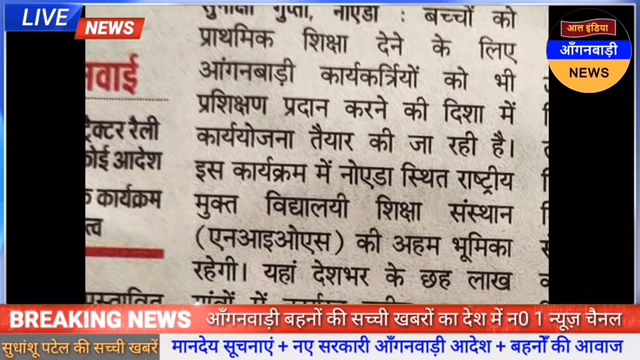 LIVE
NEWS
आल इंडिया
आँगनबाड़ी
NEWS
सुनाक्षी गुप्ता, नोएडा : बच्चों को
प्राथमिक शिक्षा देने के लिए
आंगनबाड़ी कार्यकर्त्रियों को भी
प्रशिक्षण प्रदान करने की दिशा में
कार्ययोजना तैयार की जा रही है।
इस कार्यक्रम में नोएडा स्थित राष्ट्रीय
मुक्त विद्यालयी शिक्षा संस्थान
(एनआइओएस) की अहम भूमिका
रहेगी। यहां देशभर के छह लाख
नवाई
ट्रैक्टर रैली
कोई आदेश
कार्यक्रम
BREAKING NEWS
आँगनवाड़ी बहनों की सच्ची खबरों का देश में न0 1 न्यूज़ चैनल
सुधांशू पटेल की सच्ची खबरें
मानदेय सूचनाएं + नए सरकारी आँगनवाड़ी आदेश + बहनोँ की आवाज